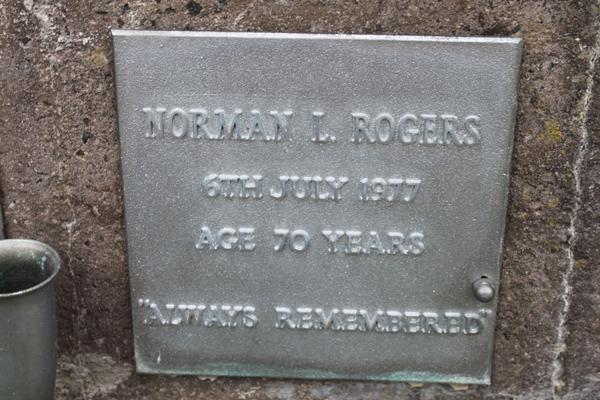 NORMAN L. ROGERS
6TH JULY 1977
AGE 70 YEARS
"ALWAYS REMEMBERED"